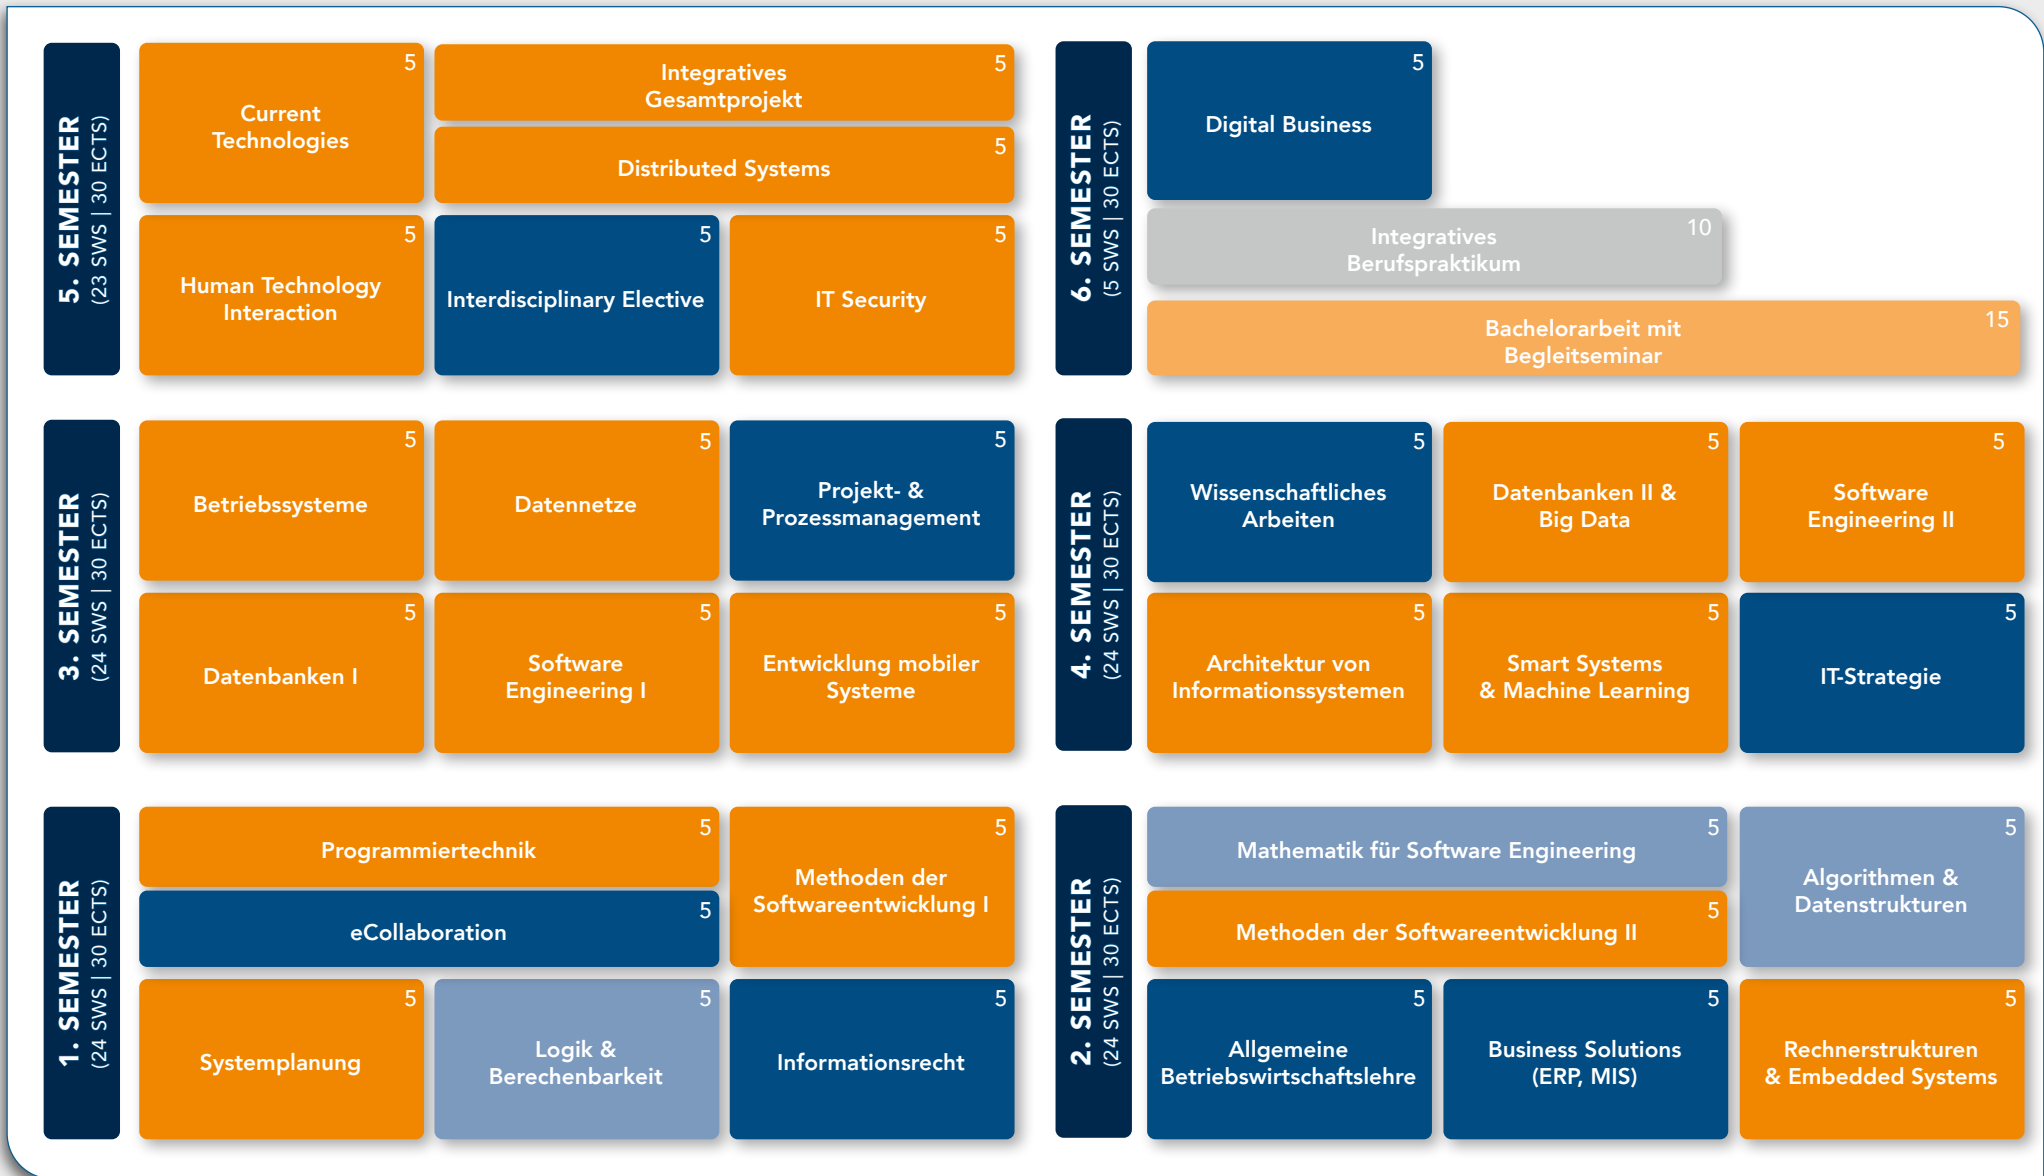 5. SEMESTER
(23 SWS | 30 ECTS)
5
Current
Technologies
5
Integratives
Gesamtprojekt
5
Distributed Systems
5
Human Technology
Interaction
5
Interdisciplinary Elective
5
IT Security
6. SEMESTER
(5 SWS | 30 ECTS)
5
Digital Business
10
Integratives
Berufspraktikum
15
Bachelorarbeit mit
Begleitseminar
3. SEMESTER
(24 SWS | 30 ECTS)
5
Betriebssysteme
5
Datennetze
5
Projekt- &
Prozessmanagement
5
Datenbanken I
5
Software
Engineering I
5
Entwicklung mobiler
Systeme
4. SEMESTER
(24 SWS | 30 ECTS)
5
Wissenschaftliches
Arbeiten
5
Datenbanken II &
Big Data
5
Software
Engineering II
5
Architektur von
Informationssystemen
5
Smart Systems
& Machine Learning
5
IT-Strategie
1. SEMESTER
(24 SWS | 30 ECTS)
5
Programmiertechnik
5
eCollaboration
5
Methoden der
Softwareentwicklung I
5
Systemplanung
5
Logik &
Berechenbarkeit
5
Informationsrecht
2. SEMESTER
(24 SWS | 30 ECTS)
5
Mathematik für Software Engineering
5
Methoden der Softwareentwicklung II
5
Algorithmen &
Datenstrukturen
5
Allgemeine
Betriebswirtschaftslehre
5
Business Solutions
(ERP, MIS)
5
Rechnerstrukturen
& Embedded Systems